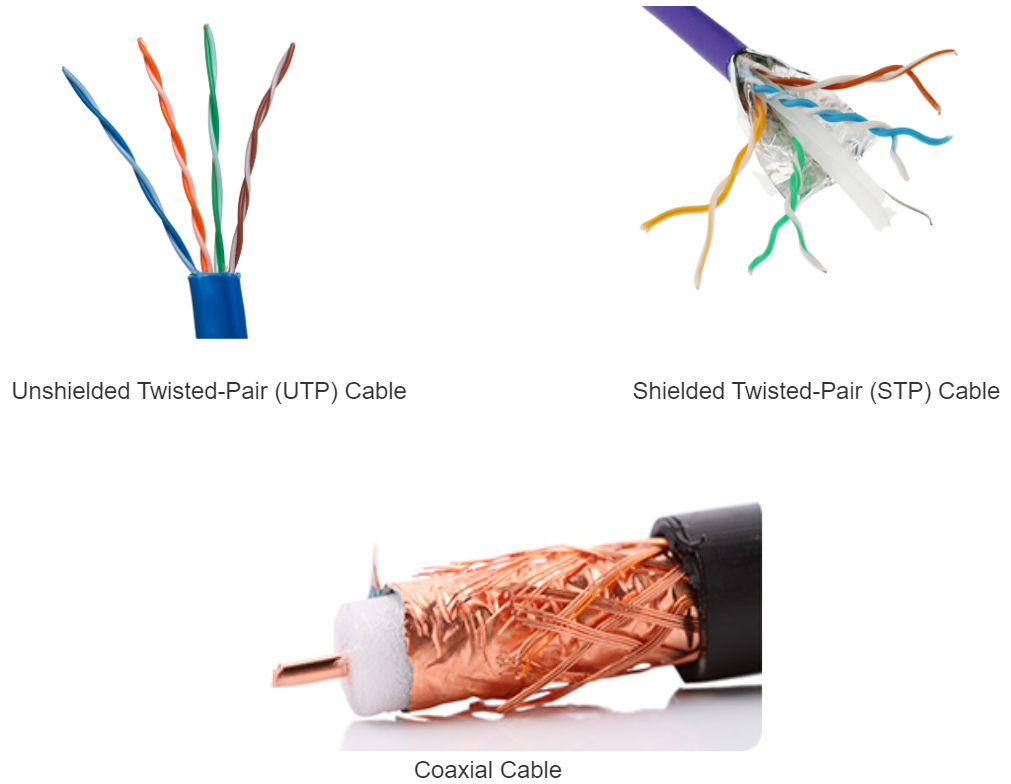 Unshielded Twisted-Pair (UTP) Cable
Shielded Twisted-Pair (STP) Cable
Coaxial Cable